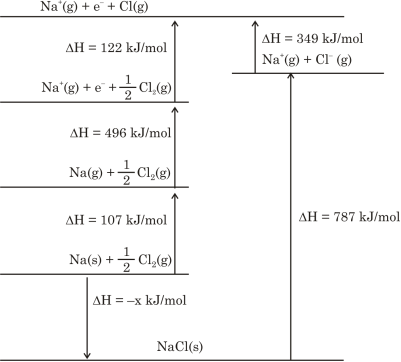 Na⁺(g) + e⁻ + Cl(g)
ΔH = 122 kJ/mol
ΔH = 349 kJ/mol
Na⁺(g) + Cl⁻ (g)
Na⁺(g) + e⁻ + 1/2 Cl₂(g)
ΔH = 496 kJ/mol
Na(g) + 1/2 Cl₂(g)
ΔH = 107 kJ/mol
ΔH = 787 kJ/mol
Na(s) + 1/2 Cl₂(g)
ΔH = –x kJ/mol
NaCl(s)